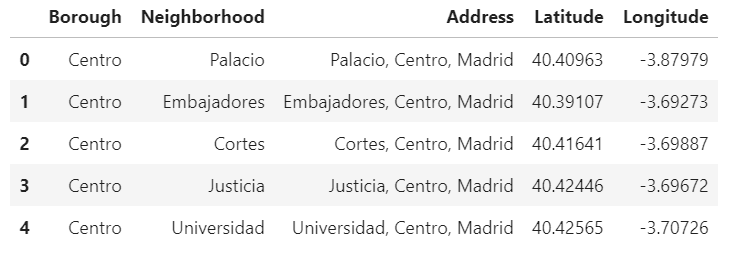 Borough Neighborhood Address Latitude Longitude
0 Centro Palacio Palacio, Centro, Madrid 40.40963 -3.87979
1 Centro Embajadores Embajadores, Centro, Madrid 40.39107 -3.69273
2 Centro Cortes Cortes, Centro, Madrid 40.41641 -3.69887
3 Centro Justicia Justicia, Centro, Madrid 40.42446 -3.69672
4 Centro Universidad Universidad, Centro, Madrid 40.42565 -3.70726